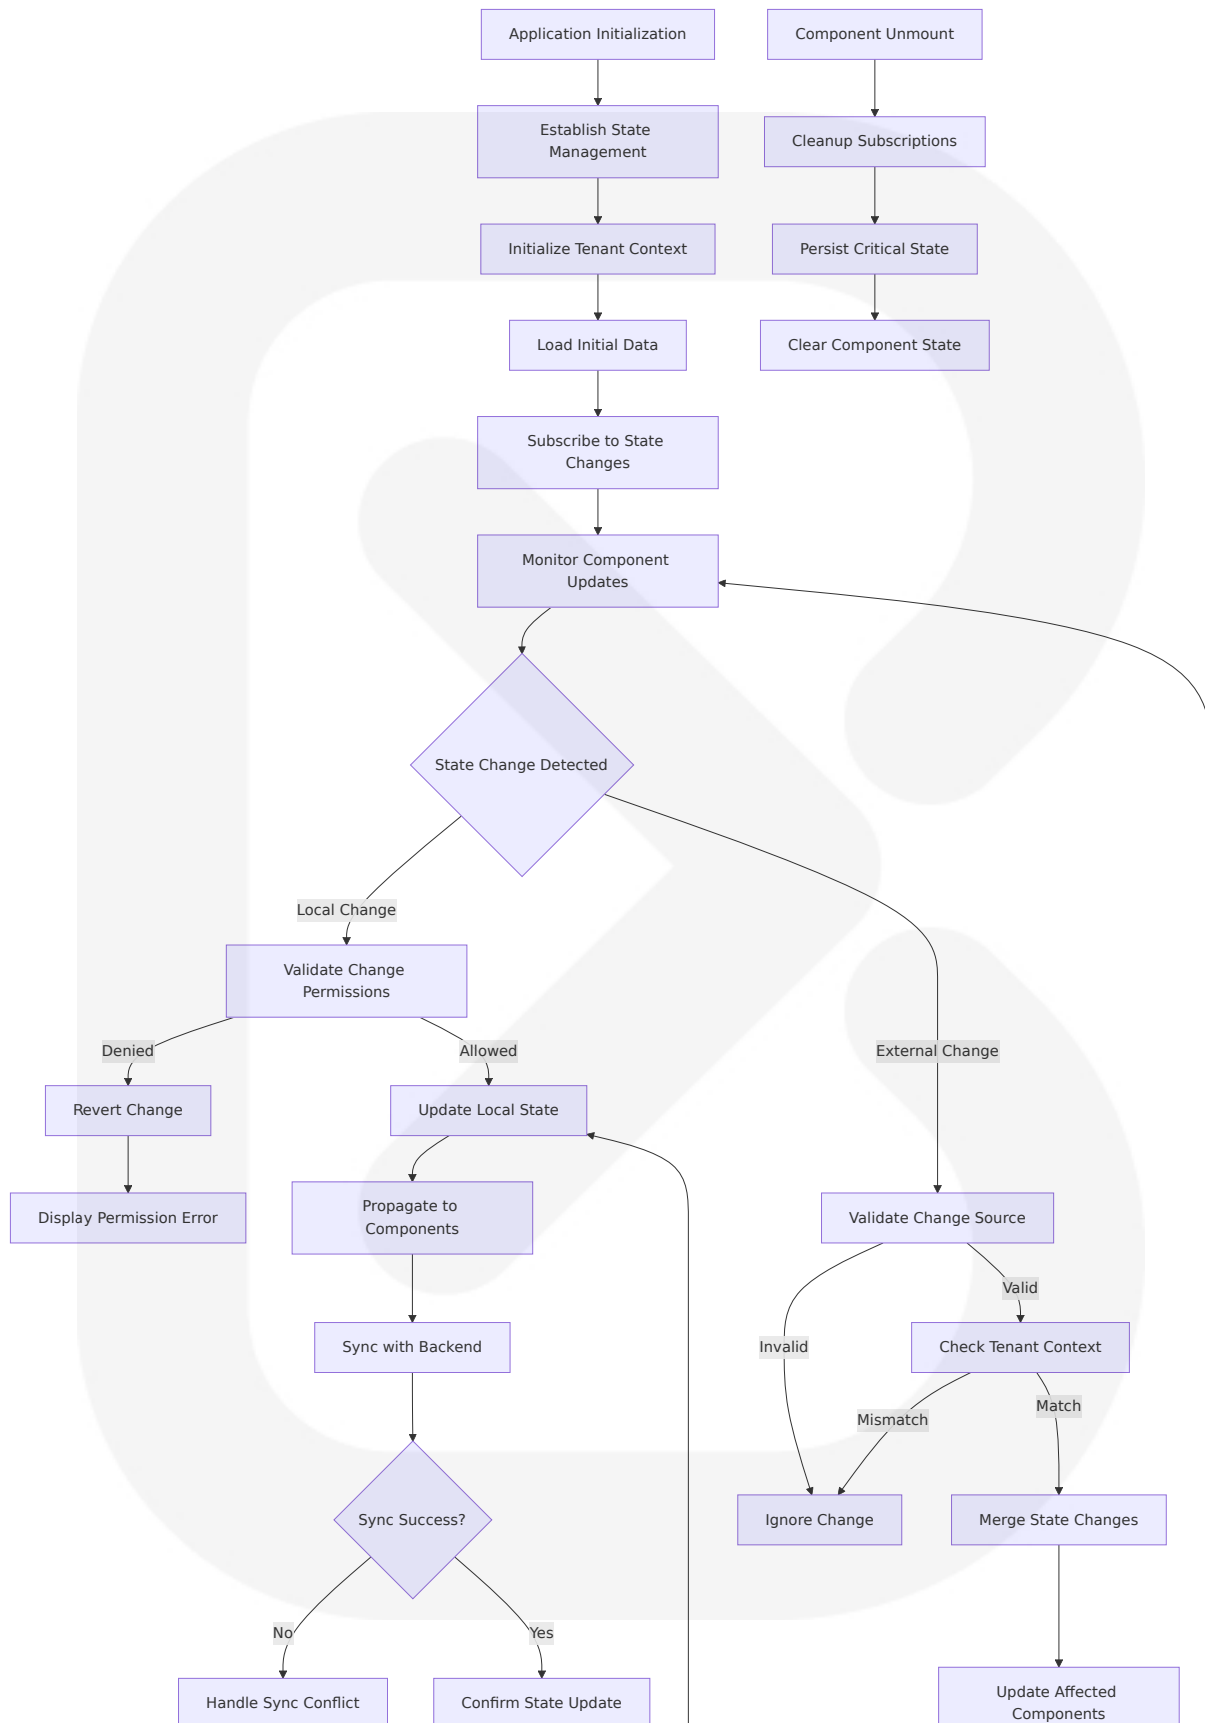 Application Initialization
Component Unmount
Establish State
Management
Cleanup Subscriptions
Initialize Tenant Context
Persist Critical State
Load Initial Data
Clear Component State
Subscribe to State
Changes
Monitor Component
Updates
State Change Detected
Local Change
Validate Change
Permissions
Denied
Allowed
External Change
Revert Change
Update Local State
Display Permission Error
Propagate to
Components
Validate Change Source
Valid
Invalid
Sync with Backend
Check Tenant Context
Mismatch
Match
Sync Success?
Ignore Change
Merge State Changes
No
Yes
Handle Sync Conflict
Confirm State Update
Update Affected
Components